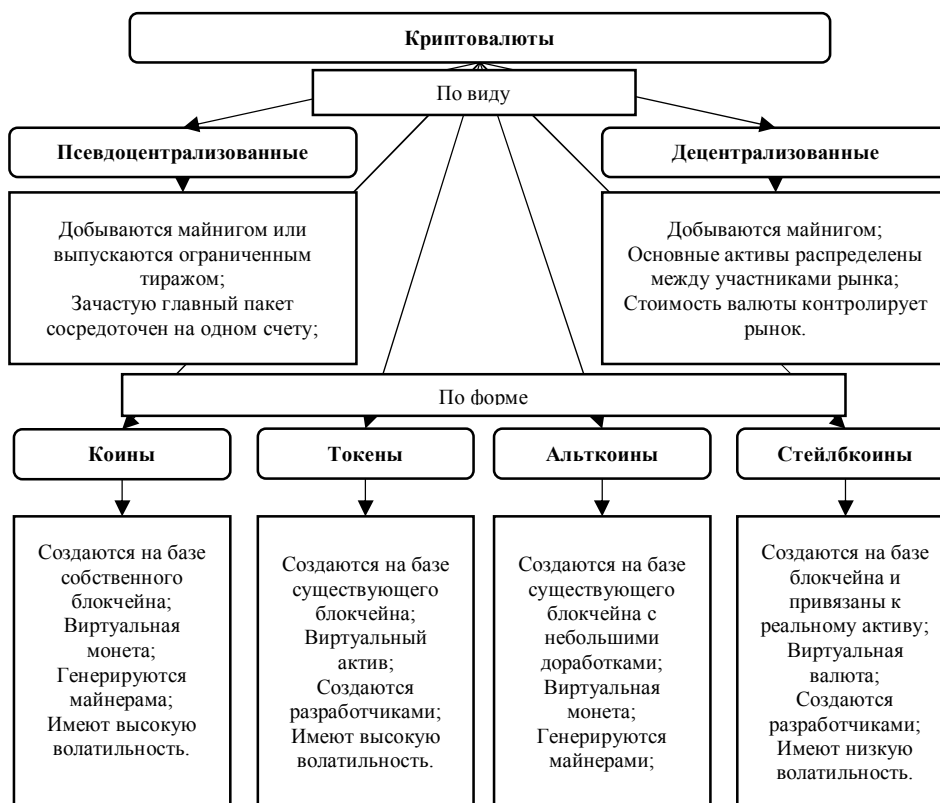 Криптовалюты
По виду
Псевдоцентрализованные
Децентрализованные
Добываются майнигом или
выпускаются ограниченным
тиражом;
Зачастую главный пакет
сосредоточен на одном счету;
Добываются майнигом;
Основные активы распределены
между участниками рынка;
Стоимость валюты контролирует
рынок.
По форме
Коины
Токены
Альткоины
Стейлбкоины
Создаются на базе
собственного
блокчейна;
Виртуальная
монета;
Генерируются
майнерама;
Имеют высокую
волатильность.
Создаются на базе
существующего
блокчейна;
Виртуальный
актив;
Создаются
разработчиками;
Имеют высокую
волатильность.
Создаются на базе
существующего
блокчейна с
небольшими
доработками;
Виртуальная
монета;
Генерируются
майнерами;
Создаются на базе
блокчейна и
привязаны к
реальному активу;
Виртуальная
валюта;
Создаются
разработчиками;
Имеют низкую
волатильность.